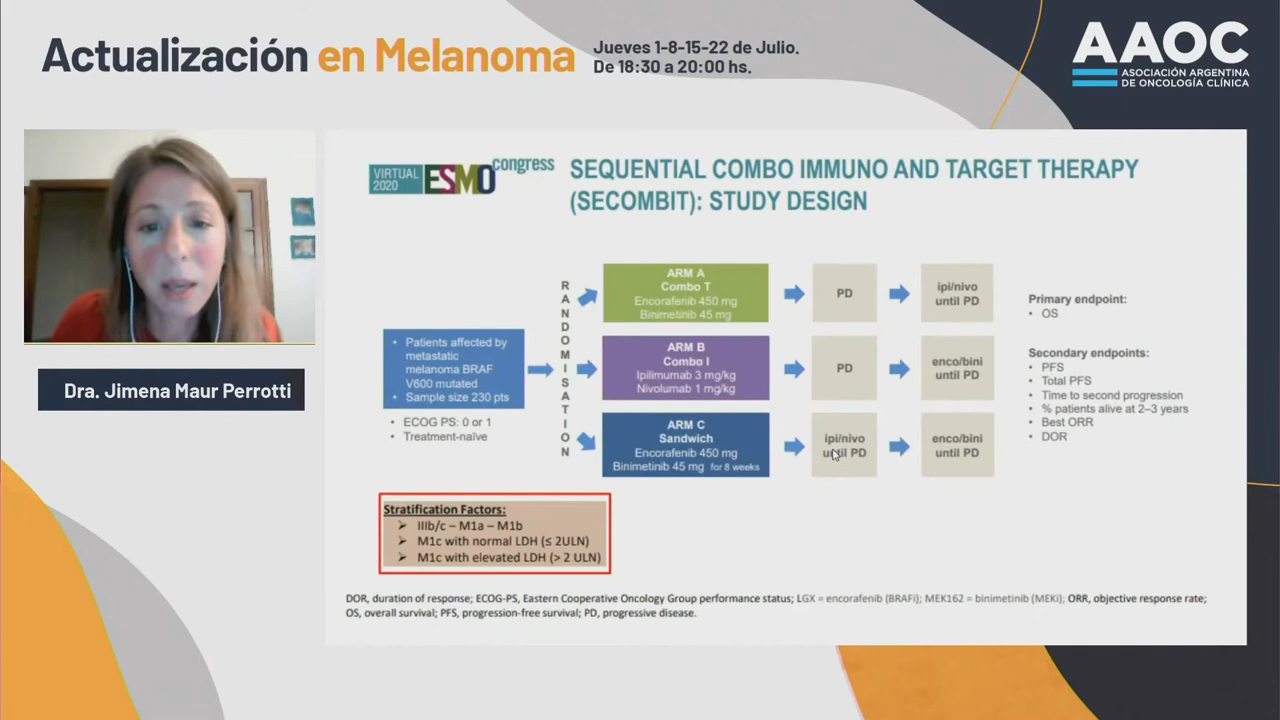 Actualización en Melanoma
Jueves 1-8-15-22 de Julio.
De 18:30 a 20:00 hs.
AAOC
ASOCIACIÓN ARGENTINA
DE ONCOLOGÍA CLÍNICA
Dra. Jimena Maur Perrotti
VIRTUAL
2020
ESMO
congress
SEQUENTIAL COMBO IMMUNO AND TARGET THERAPY
(SECOMBIT): STUDY DESIGN
• Patients affected by
metastatic
melanoma BRAF
V600 mutated
• Sample size 230 pts
• ECOG PS: 0 or 1
• Treatment-naïve
RANDOMISATION
ARM A
Combo T
Encorafenib 450 mg
Binimetinib 45 mg
PD
ipi/nivo
until PD
ARM B
Combo I
Ipilimumab 3 mg/kg
Nivolumab 1 mg/kg
PD
enco/bini
until PD
ARM C
Sandwich
Encorafenib 450 mg
Binimetinib 45 mg for 8 weeks
ipi/nivo
until PD
enco/bini
until PD
Primary endpoint:
• OS
Secondary endpoints:
• PFS
• Total PFS
• Time to second progression
• % patients alive at 2–3 years
• Best ORR
• DOR
Stratification Factors:
➢ IIIb/c – M1a – M1b
➢ M1c with normal LDH (≤ 2ULN)
➢ M1c with elevated LDH (> 2 ULN)
DOR, duration of response; ECOG-PS, Eastern Cooperative Oncology Group performance status; LGX = encorafenib (BRAFi); MEK162 = binimetinib (MEKi); ORR, objective response rate;
OS, overall survival; PFS, progression-free survival; PD, progressive disease.